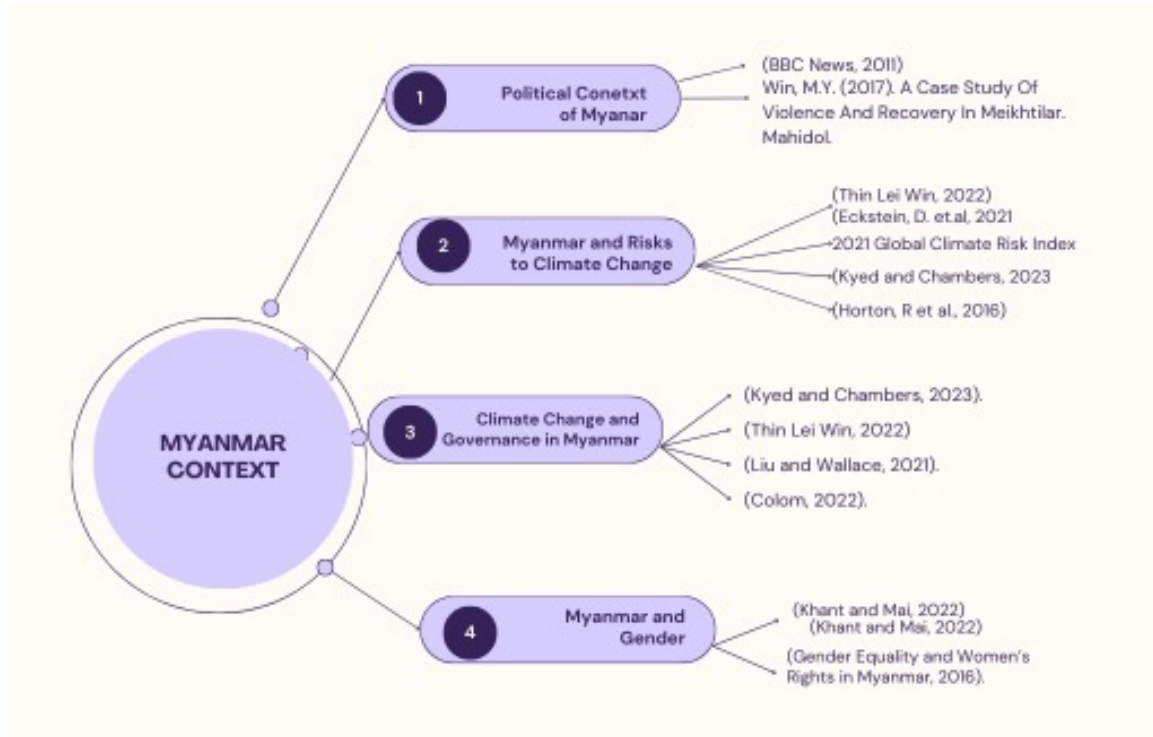 MYANMAR
CONTEXT
1
Political Conetxt
of Myanar
(BBC News, 2011)
Win, M.Y. (2017). A Case Study Of
Violence And Recovery In Meikhtilar.
Mahidol.
2
Myanmar and Risks
to Climate Change
(Thin Lei Win, 2022)
(Eckstein, D. et.al, 2021
2021 Global Climate Risk Index
(Kyed and Chambers, 2023
(Horton, R et al., 2016)
3
Climate Change and
Governance in Myanmar
(Kyed and Chambers, 2023).
(Thin Lei Win, 2022)
(Liu and Wallace, 2021).
(Colom, 2022).
4
Myanmar and
Gender
(Khant and Mai, 2022)
(Khant and Mai, 2022)
(Gender Equality and Women's
Rights in Myanmar, 2016).